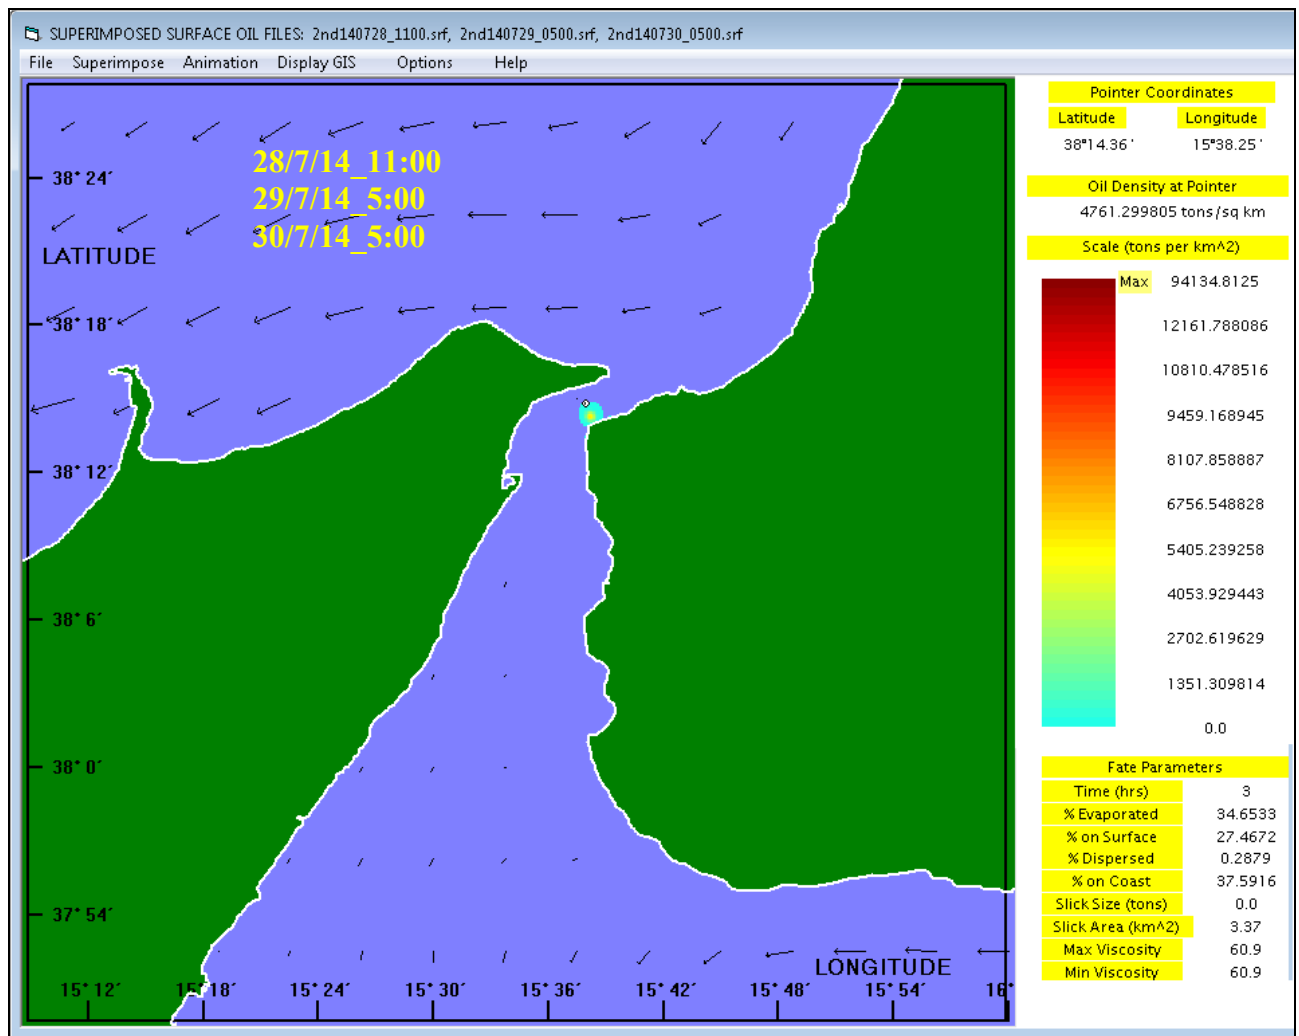 SUPERIMPOSED SURFACE OIL FILES: 2nd140728_1100.srf, 2nd140729_0500.srf, 2nd140730_0500.srf
File Superimpose Animation Display GIS Options Help
28/7/14_11:00
29/7/14_5:00
30/7/14_5:00
38° 24´
LATITUDE
38° 18´
38° 12´
38° 6´
38° 0´
37° 54´
LONGITUDE
15° 12´ 15° 18´ 15° 24´ 15° 30´ 15° 36´ 15° 42´ 15° 48´ 15° 54´ 16°
Pointer Coordinates
Latitude Longitude
38°14.36 ' 15°38.25 '
Oil Density at Pointer
4761.299805 tons/sq km
Scale (tons per km^2)
Max 94134.8125
12161.788086
10810.478516
9459.168945
8107.858887
6756.548828
5405.239258
4053.929443
2702.619629
1351.309814
0.0
Fate Parameters
Time (hrs) 3
% Evaporated 34.6533
% on Surface 27.4672
% Dispersed 0.2879
% on Coast 37.5916
Slick Size (tons) 0.0
Slick Area (km^2) 3.37
Max Viscosity 60.9
Min Viscosity 60.9